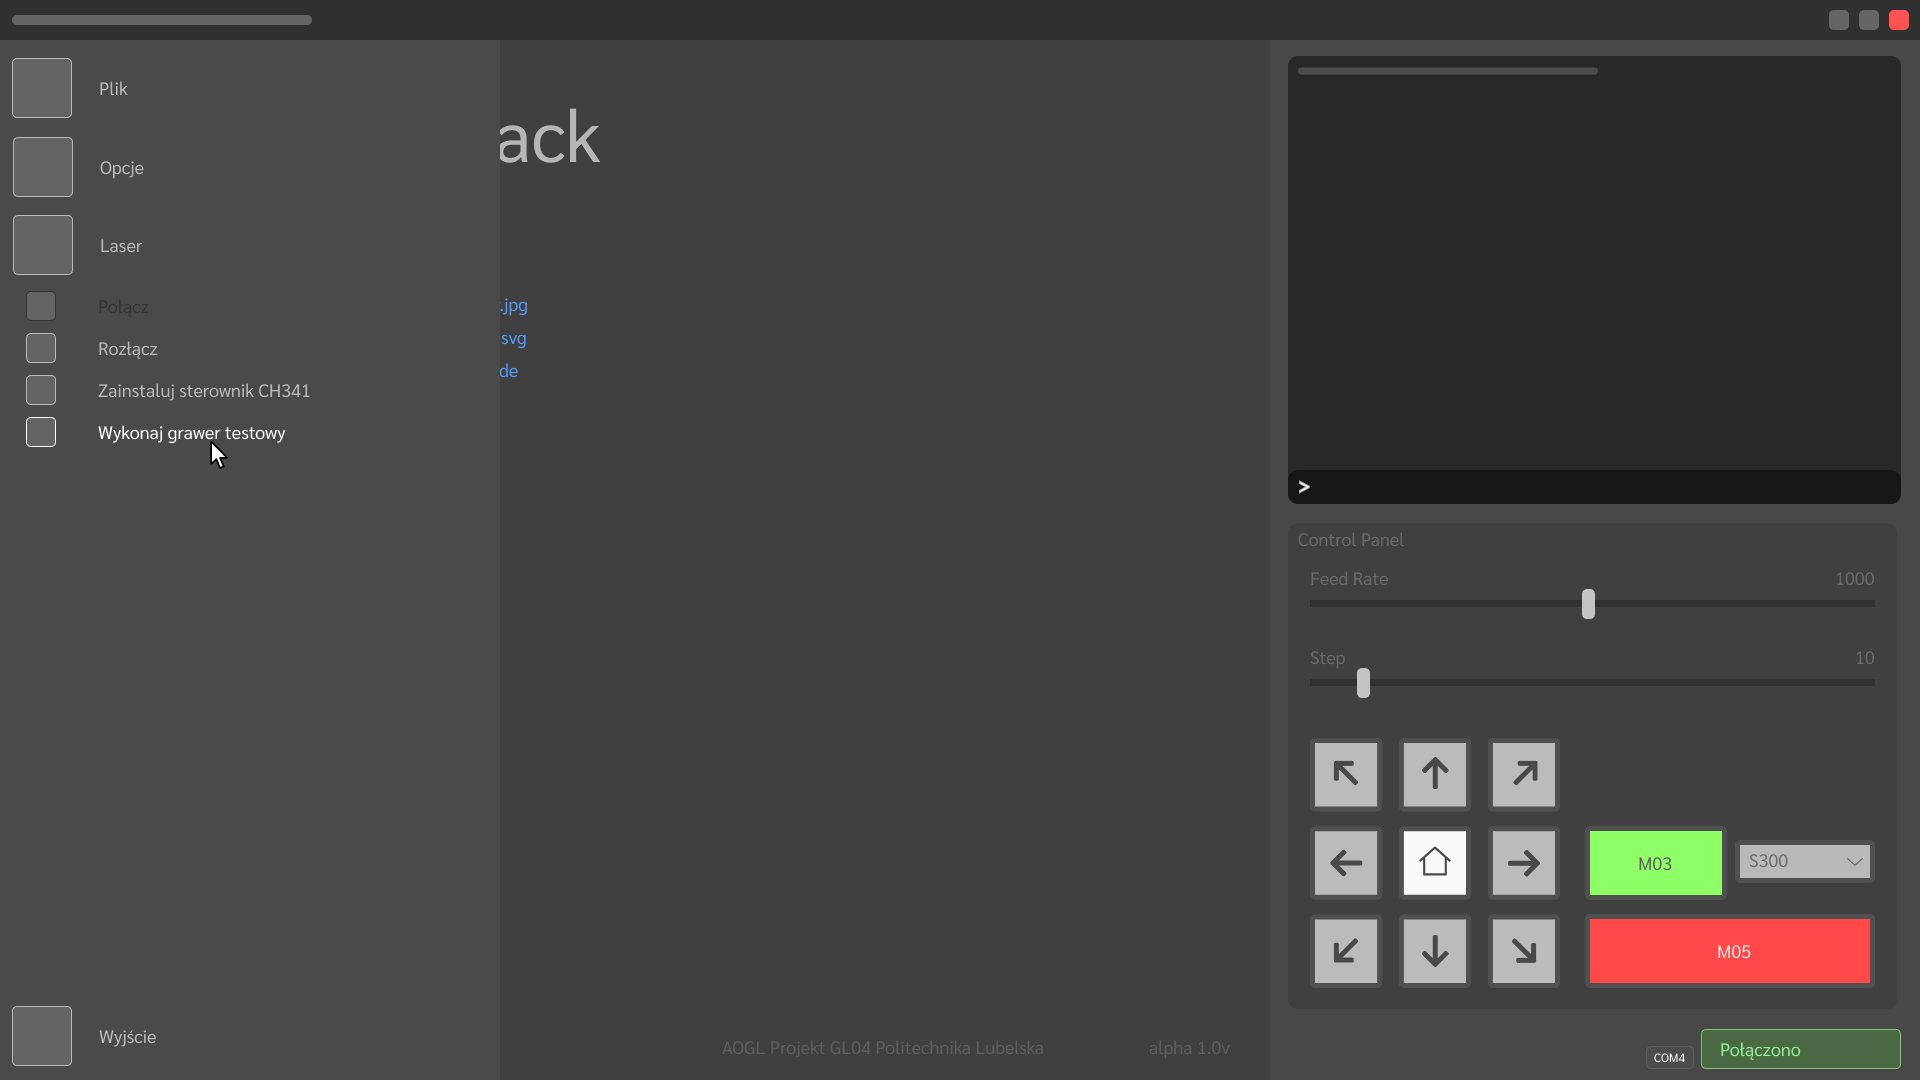 Plik
Opcje
Laser
Połącz
Rozłącz
Zainstaluj sterownik CH341
Wykonaj grawer testowy
Wyjście
ack
.jpg
svg
de
AOGL Projekt GL04 Politechnika Lubelska
alpha 1.0v
>
Control Panel
Feed Rate 1000
Step 10
M03 S300
M05
COM4 Połączono